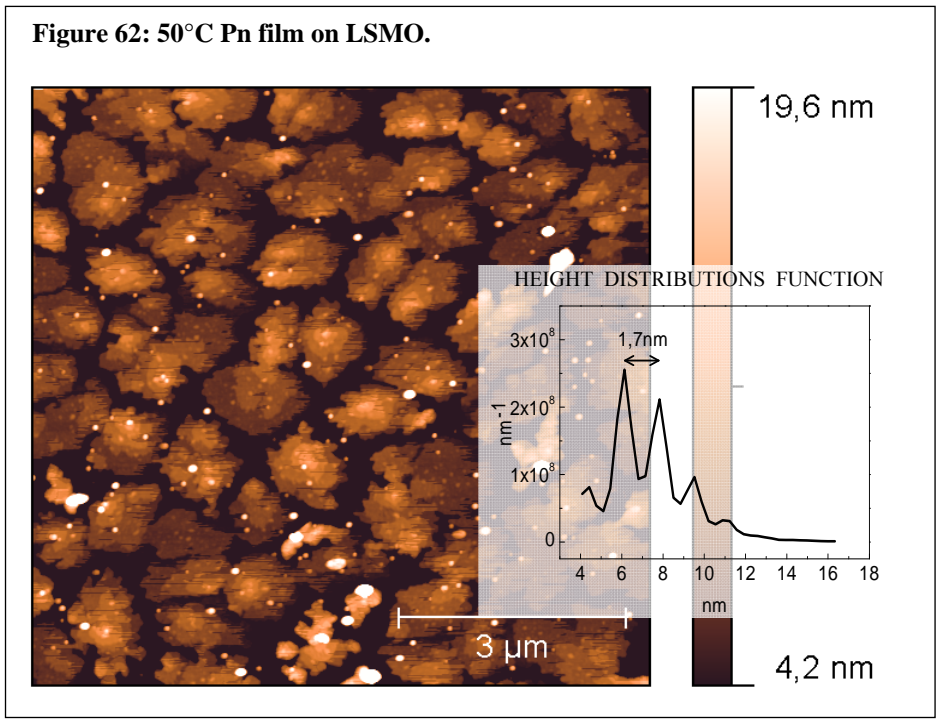 Figure 62: 50°C Pn film on LSMO.
19,6 nm
HEIGHT DISTRIBUTIONS FUNCTION
3x10⁸
1,7nm
2x10⁸
nm-1
1x10⁸
0
4 6 8 10 12 14 16 18
nm
3 µm
4,2 nm